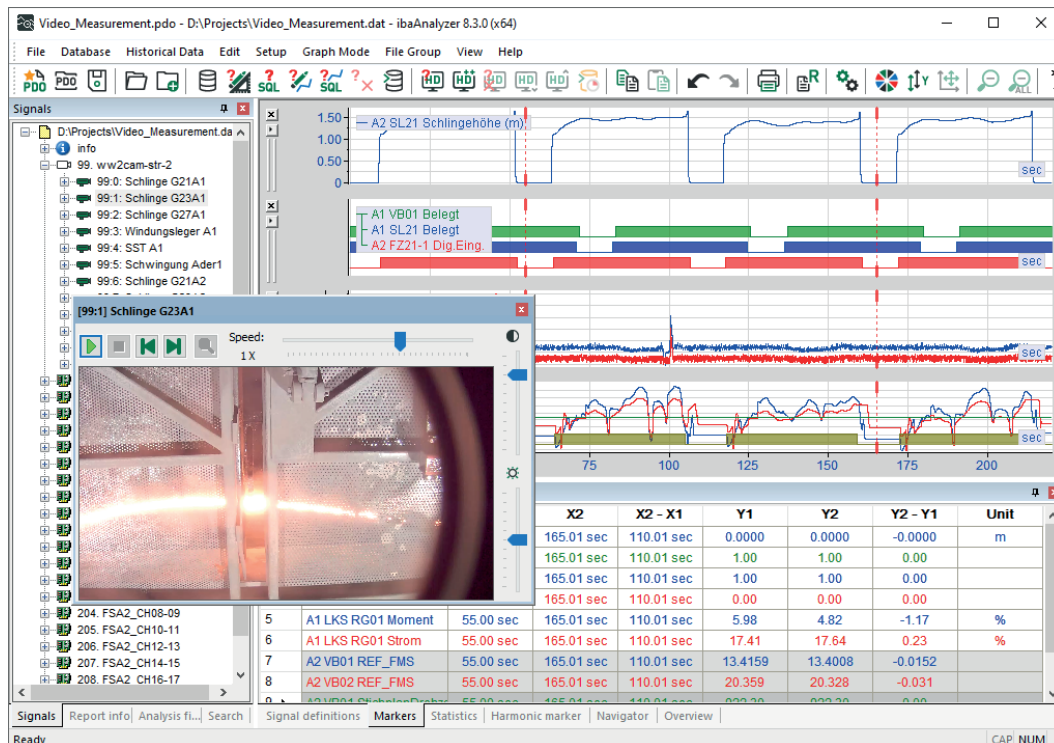 Video_Measurement.pdo - D:\Projects\Video_Measurement.dat - ibaAnalyzer 8.3.0 (x64)
File Database Historical Data Edit Setup Graph Mode File Group View Help
PDO PDO SQL SQL HD HD HD HD HD R Y ALL
Signals
D:\Projects\Video_Measurement.da
info
99. ww2cam-str-2
99:0: Schlinge G21A1
99:1: Schlinge G23A1
99:2: Schlinge G27A1
99:3: Windungsleger A1
99:4: SST A1
99:5: Schwingung Ader1
99:6: Schlinge G21A2
204. FSA2_CH08-09
205. FSA2_CH10-11
206. FSA2_CH12-13
207. FSA2_CH14-15
208. FSA2_CH16-17
1.50
A2 SL21 Schlingehöhe (m)
1.00
0.50
0
sec
A1 VB01 Belegt
A1 SL21 Belegt
A2 FZ21-1 Dig.Eing.
sec
sec
sec
75 100 125 150 175 200
[99:1] Schlinge G23A1
Speed:
1 X
X2 X2 - X1 Y1 Y2 Y2 - Y1 Unit
165.01 sec 110.01 sec 0.0000 0.0000 -0.0000 m
165.01 sec 110.01 sec 1.00 1.00 0.00
165.01 sec 110.01 sec 1.00 1.00 0.00
165.01 sec 110.01 sec 0.00 0.00 0.00
5 A1 LKS RG01 Moment 55.00 sec 165.01 sec 110.01 sec 5.98 4.82 -1.17 %
6 A1 LKS RG01 Strom 55.00 sec 165.01 sec 110.01 sec 17.41 17.64 0.23 %
7 A2 VB01 REF_FMS 55.00 sec 165.01 sec 110.01 sec 13.4159 13.4008 -0.0152
8 A2 VB02 REF_FMS 55.00 sec 165.01 sec 110.01 sec 20.359 20.328 -0.031
Signals Report info Analysis fi... Search
Signal definitions Markers Statistics Harmonic marker Navigator Overview
Ready
CAP NUM